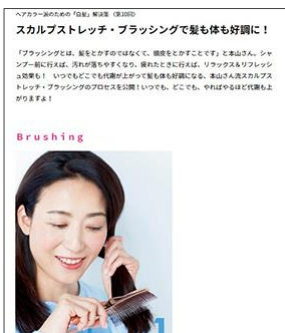 ヘアカラー派のための「白髪」解決策（第30回）
スカルプストレッチ・ブラッシングで髪も体も好調に！
「ブラッシングとは、髪をとかすのではなくて、頭皮をとかすことです」と本山さん。シャ
ンプー前に行えば、汚れが落ちやすくなり、疲れたときに行えば、リラックス&リフレッシ
ュ効果も！ いつでもどこでも代謝が上がって髪も体も好調になる、本山さん流スカルプス
トレッチ・ブラッシングのプロセスを公開！いつでも、どこでも、やればやるほど代謝も上
がりますよ！
Brushing
1